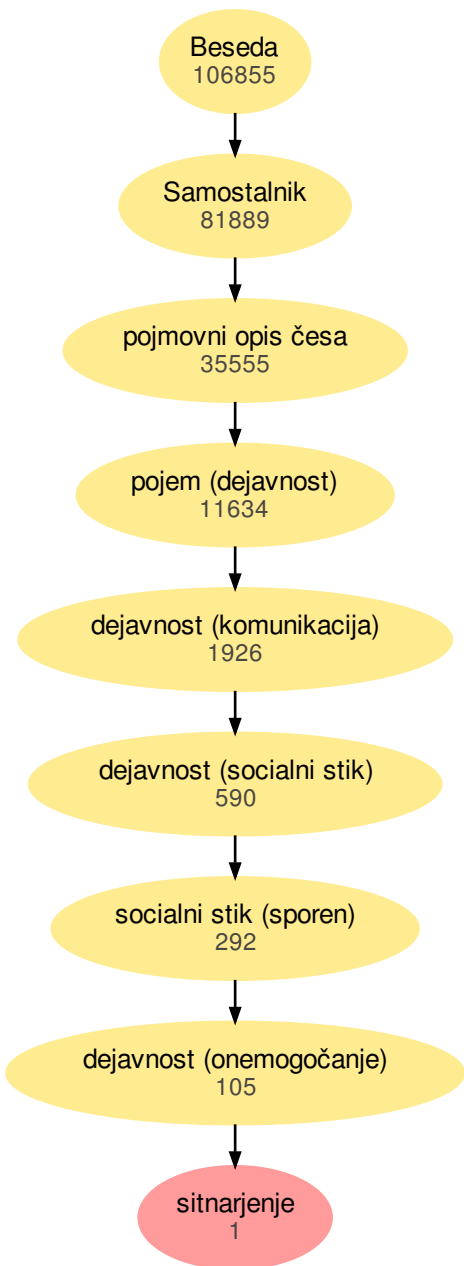 Beseda
106855
Samostalnik
81889
pojmovni opis česa
35555
pojem (dejavnost)
11634
dejavnost (komunikacija)
1926
dejavnost (socialni stik)
590
socialni stik (sporen)
292
dejavnost (onemogočanje)
105
sitnarjenje
1